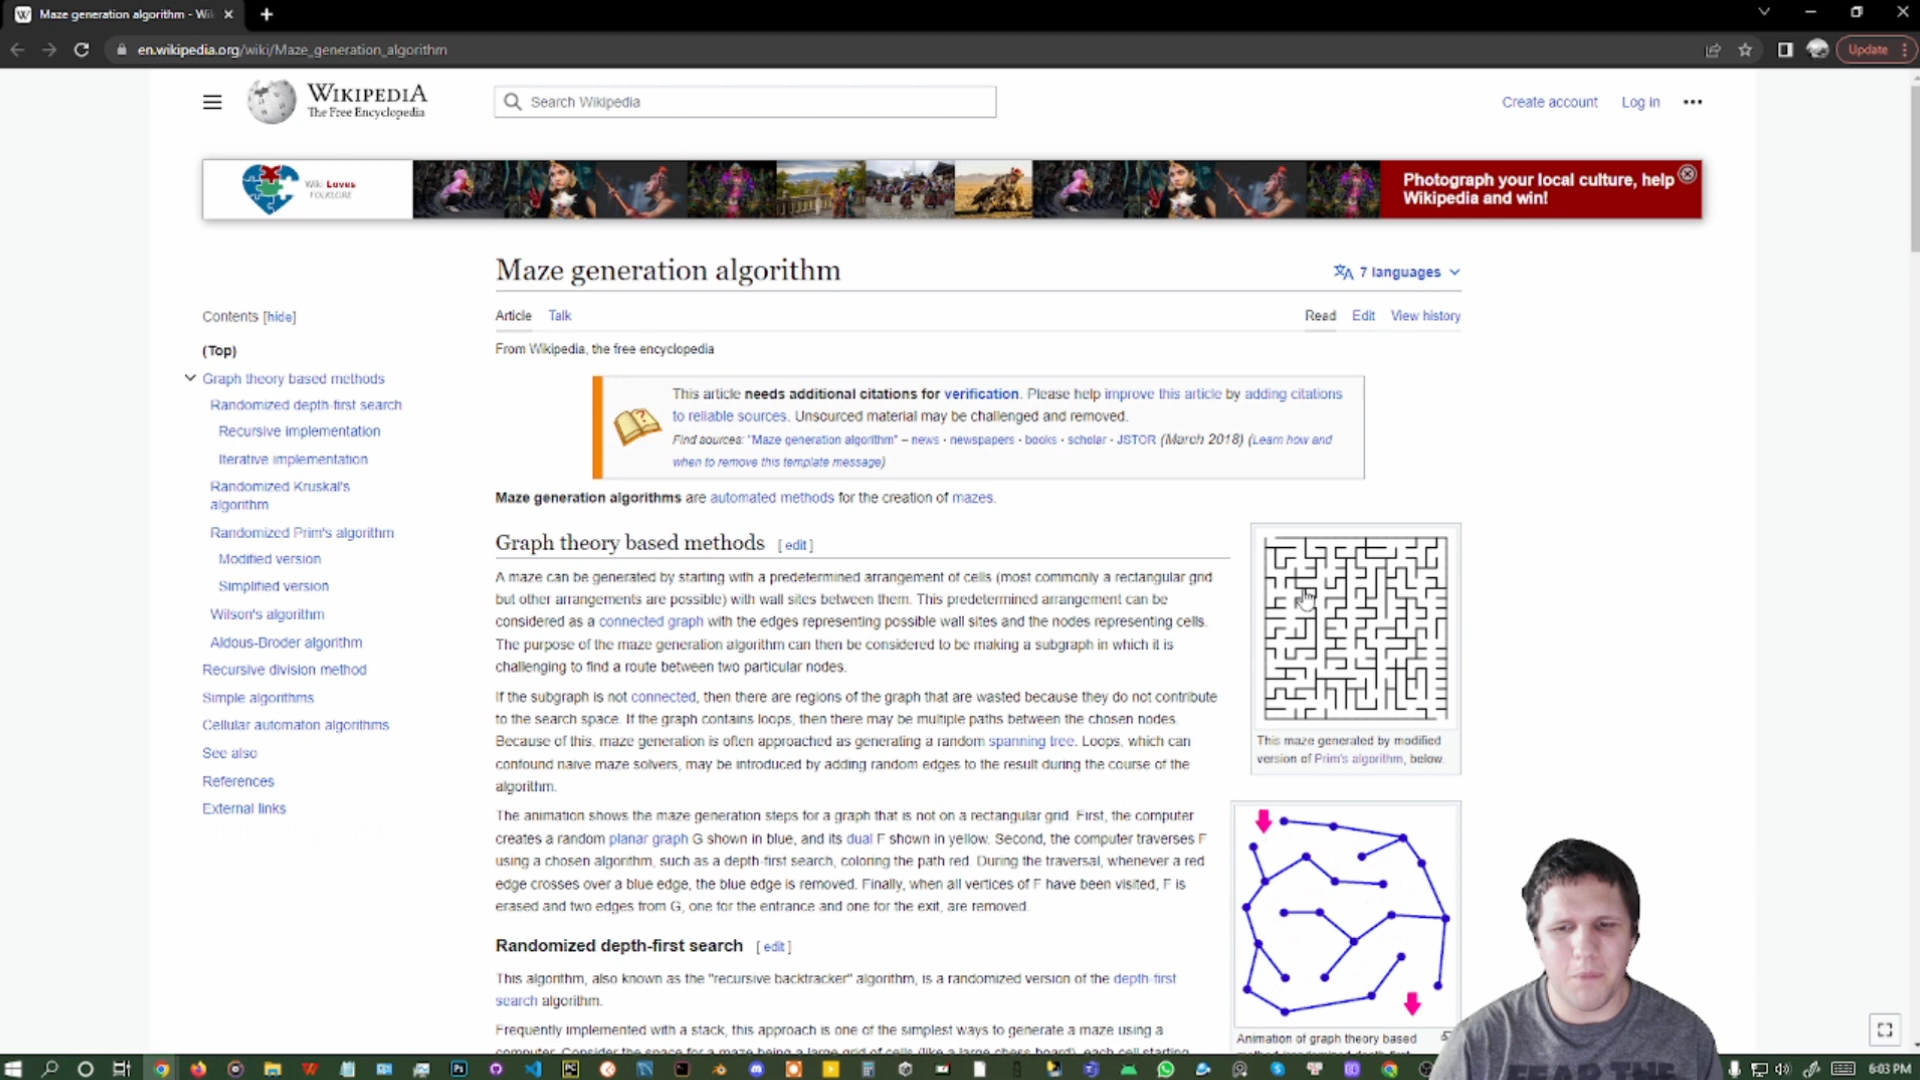 Maze generation algorithm - Wi
en.wikipedia.org/wiki/Maze_generation_algorithm
Update
WIKIPEDIA
The Free Encyclopedia
Search Wikipedia
Create account
Log in
Wiki Loves
FOLKLORE
Photograph your local culture, help
Wikipedia and win!
Maze generation algorithm
7 languages
Article
Talk
Read
Edit
View history
From Wikipedia, the free encyclopedia
Contents [hide]
(Top)
Graph theory based methods
Randomized depth-first search
Recursive implementation
Iterative implementation
Randomized Kruskal's
algorithm
Randomized Prim's algorithm
Modified version
Simplified version
Wilson's algorithm
Aldous-Broder algorithm
Recursive division method
Simple algorithms
Cellular automaton algorithms
See also
References
External links
This article needs additional citations for verification. Please help improve this article by adding citations
to reliable sources. Unsourced material may be challenged and removed.
Find sources: "Maze generation algorithm" – news · newspapers · books · scholar · JSTOR (March 2018) (Learn how and
when to remove this template message)
Maze generation algorithms are automated methods for the creation of mazes.
Graph theory based methods [ edit ]
A maze can be generated by starting with a predetermined arrangement of cells (most commonly a rectangular grid
but other arrangements are possible) with wall sites between them. This predetermined arrangement can be
considered as a connected graph with the edges representing possible wall sites and the nodes representing cells.
The purpose of the maze generation algorithm can then be considered to be making a subgraph in which it is
challenging to find a route between two particular nodes.
If the subgraph is not connected, then there are regions of the graph that are wasted because they do not contribute
to the search space. If the graph contains loops, then there may be multiple paths between the chosen nodes.
Because of this, maze generation is often approached as generating a random spanning tree. Loops, which can
confound naive maze solvers, may be introduced by adding random edges to the result during the course of the
algorithm.
The animation shows the maze generation steps for a graph that is not on a rectangular grid. First, the computer
creates a random planar graph G shown in blue, and its dual F shown in yellow. Second, the computer traverses F
using a chosen algorithm, such as a depth-first search, coloring the path red. During the traversal, whenever a red
edge crosses over a blue edge, the blue edge is removed. Finally, when all vertices of F have been visited, F is
erased and two edges from G, one for the entrance and one for the exit, are removed.
Randomized depth-first search [ edit ]
This algorithm, also known as the "recursive backtracker" algorithm, is a randomized version of the depth-first
search algorithm.
Frequently implemented with a stack, this approach is one of the simplest ways to generate a maze using a
computer. Consider the space for a maze being a large grid of cells (like a large chess board), each cell starting
This maze generated by modified
version of Prim's algorithm, below.
Animation of graph theory based
FEAR THE
6:03 PM